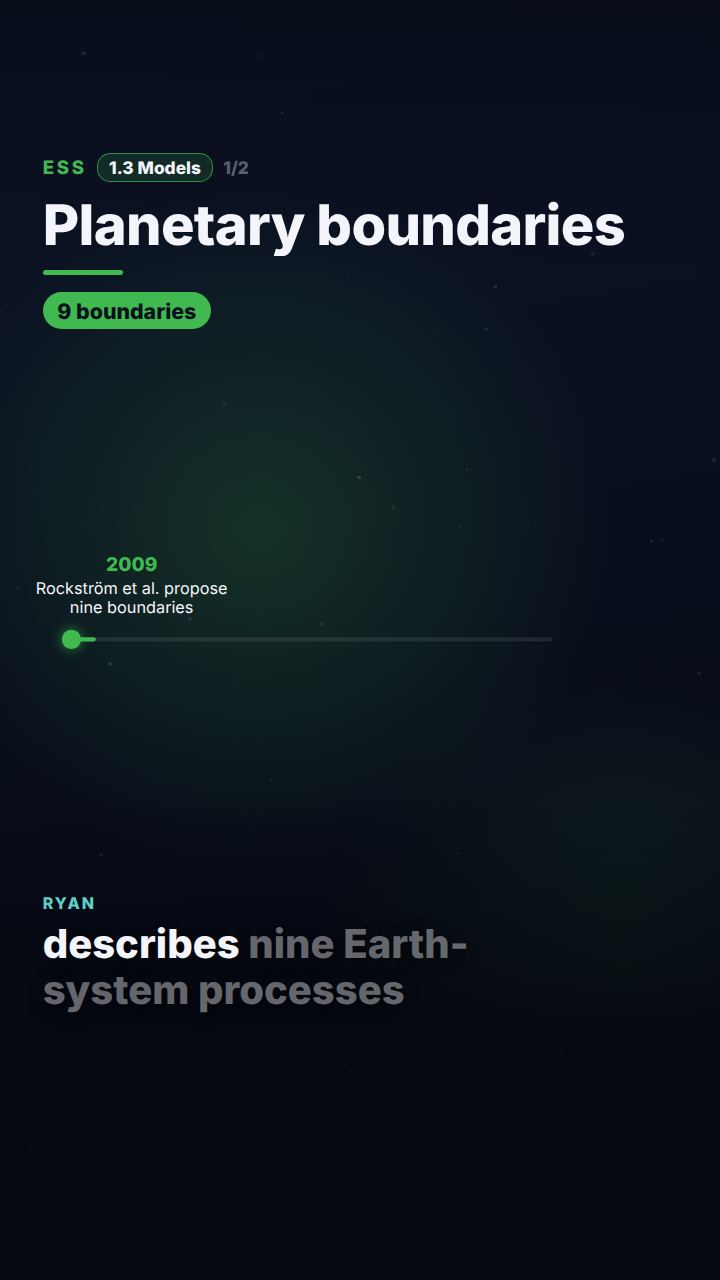 ESS 1.3 Models 1/2
Planetary boundaries
9 boundaries
2009
Rockström et al. propose
nine boundaries
RYAN
describes nine Earth-
system processes